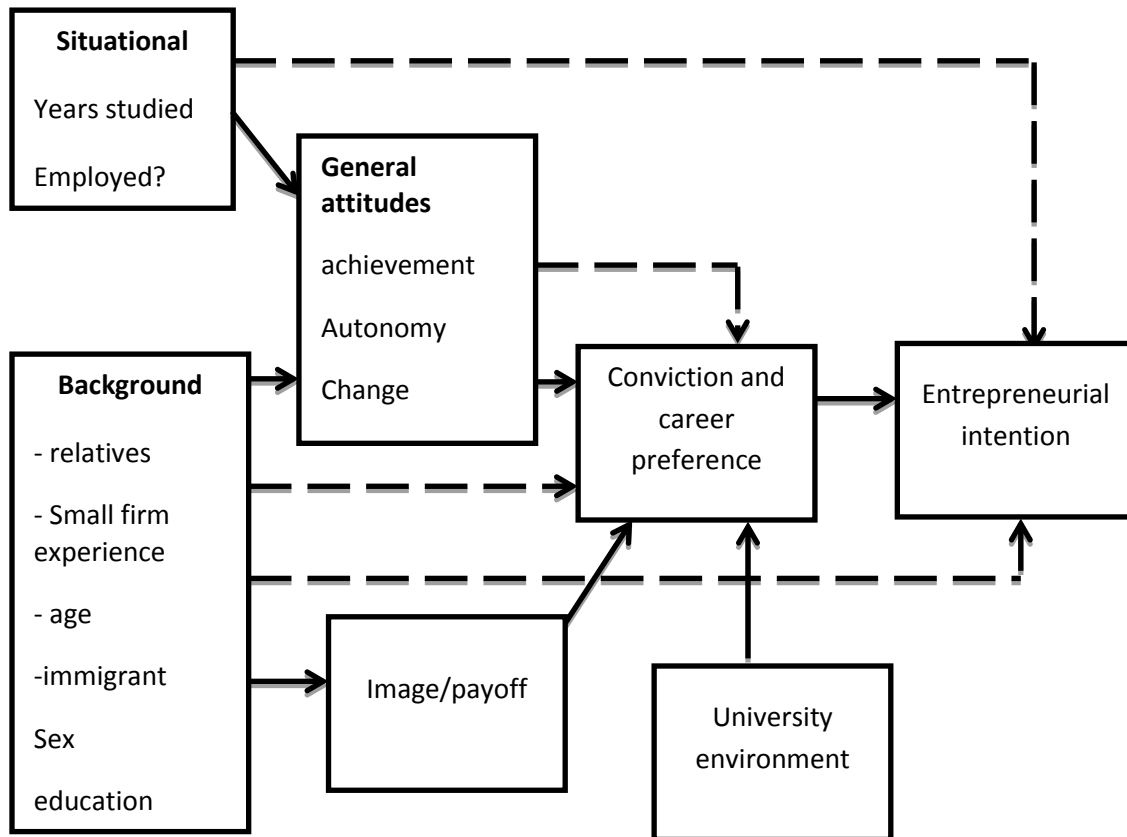 Situational
Years studied
Employed?
General
attitudes
achievement
Autonomy
Change
Background
- relatives
- Small firm
experience
- age
-immigrant
Sex
education
Conviction and
career
preference
Entrepreneurial
intention
Image/payoff
University
environment